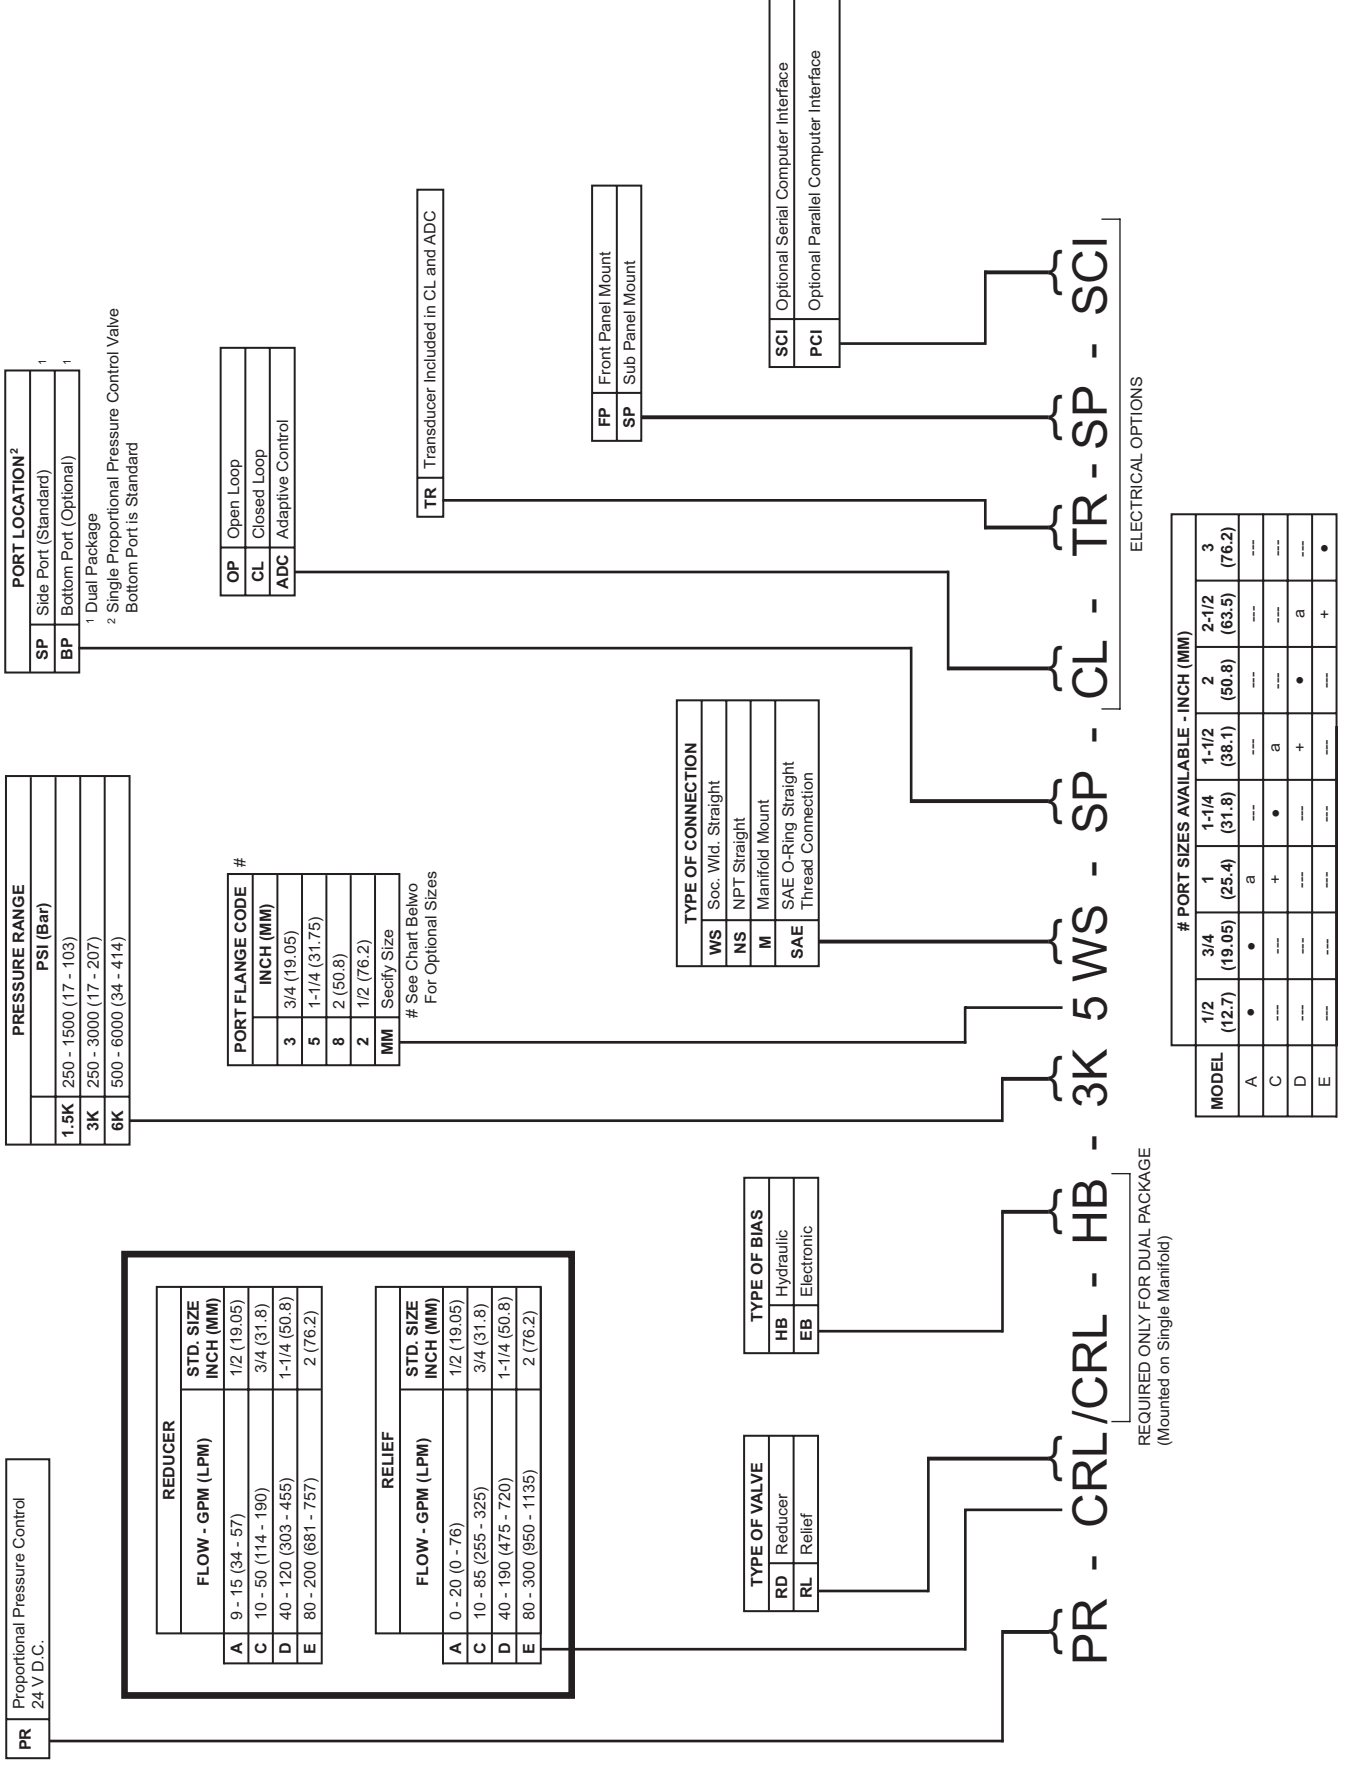 PR Proportional Pressure Control
24 V D.C.
REDUCER
FLOW - GPM (LPM) STD. SIZE INCH (MM)
A 9 - 15 (34 - 57) 1/2 (19.05)
C 10 - 50 (114 - 190) 3/4 (31.8)
D 40 - 120 (303 - 455) 1-1/4 (50.8)
E 80 - 200 (681 - 757) 2 (76.2)
RELIEF
FLOW - GPM (LPM) STD. SIZE INCH (MM)
A 0 - 20 (0 - 76) 1/2 (19.05)
C 10 - 85 (255 - 325) 3/4 (31.8)
D 40 - 190 (475 - 720) 1-1/4 (50.8)
E 80 - 300 (950 - 1135) 2 (76.2)
TYPE OF VALVE
RD Reducer
RL Relief
TYPE OF BIAS
HB Hydraulic
EB Electronic
PRESSURE RANGE
PSI (Bar)
1.5K 250 - 1500 (17 - 103)
3K 250 - 3000 (17 - 207)
6K 500 - 6000 (34 - 414)
PORT FLANGE CODE #
INCH (MM)
3 3/4 (19.05)
5 1-1/4 (31.75)
8 2 (50.8)
2 1/2 (76.2)
MM Secify Size
# See Chart Belwo
For Optional Sizes
TYPE OF CONNECTION
WS Soc. Wld. Straight
NS NPT Straight
M Manifold Mount
SAE SAE O-Ring Straight
Thread Connection
PORT LOCATION²
SP Side Port (Standard) 1
BP Bottom Port (Optional) 1
¹ Dual Package
² Single Proportional Pressure Control Valve
Bottom Port is Standard
OP Open Loop
CL Closed Loop
ADC Adaptive Control
TR Transducer Included in CL and ADC
FP Front Panel Mount
SP Sub Panel Mount
SCI Optional Serial Computer Interface
PCI Optional Parallel Computer Interface
PR - CRL/CRL - HB - 3K 5 WS - SP - CL - TR - SP - SCI
REQUIRED ONLY FOR DUAL PACKAGE
(Mounted on Single Manifold)
ELECTRICAL OPTIONS
# PORT SIZES AVAILABLE - INCH (MM)
MODEL 1/2 (12.7) 3/4 (19.05) 1 (25.4) 1-1/4 (31.8) 1-1/2 (38.1) 2 (50.8) 2-1/2 (63.5) 3 (76.2)
A • • a --- --- --- --- ---
C --- --- + • a --- --- ---
D --- --- --- --- + • a ---
E --- --- --- --- --- --- + •